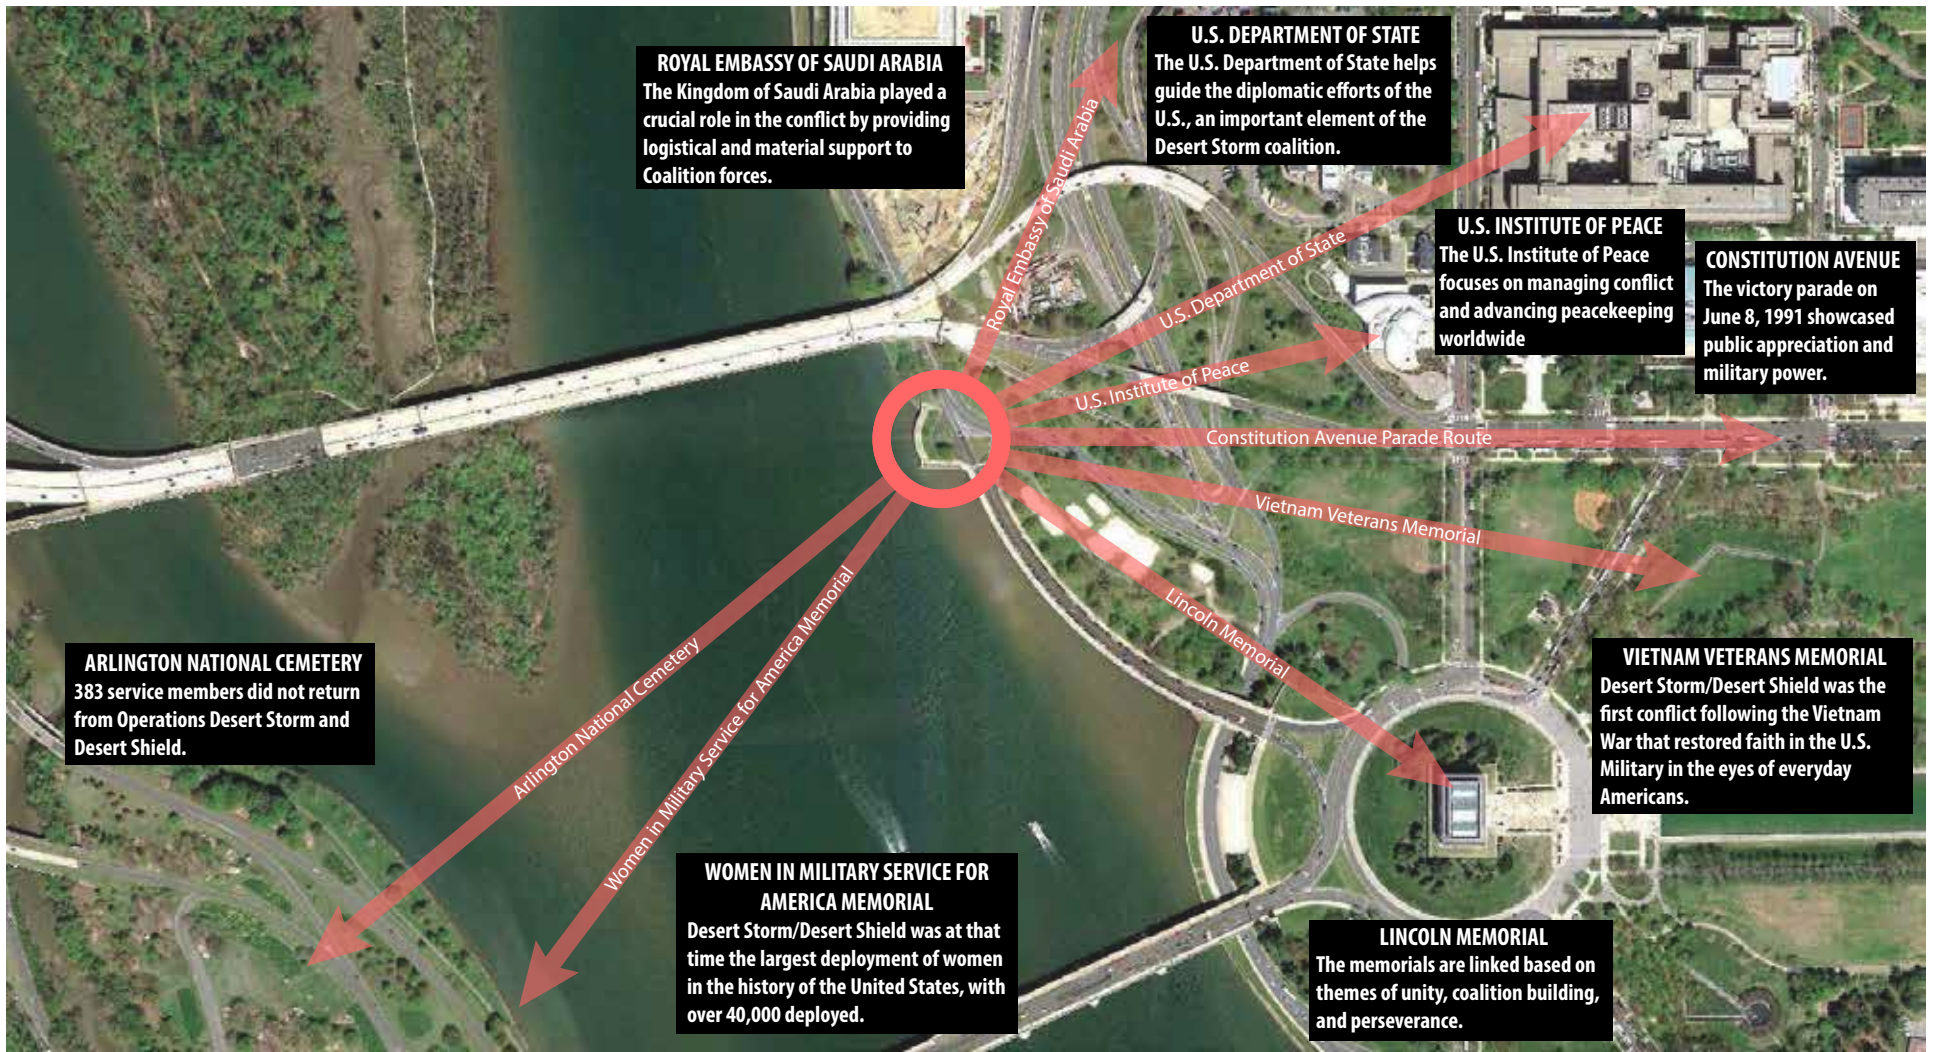 ROYAL EMBASSY OF SAUDI ARABIA
The Kingdom of Saudi Arabia played a
crucial role in the conflict by providing
logistical and material support to
Coalition forces.
U.S. DEPARTMENT OF STATE
The U.S. Department of State helps
guide the diplomatic efforts of the
U.S., an important element of the
Desert Storm coalition.
U.S. INSTITUTE OF PEACE
The U.S. Institute of Peace
focuses on managing conflict
and advancing peacekeeping
worldwide
CONSTITUTION AVENUE
The victory parade on
June 8, 1991 showcased
public appreciation and
military power.
Royal Embassy of Saudi Arabia
U.S. Department of State
U.S. Institute of Peace
Constitution Avenue Parade Route
Vietnam Veterans Memorial
Lincoln Memorial
Arlington National Cemetery
Women in Military Service for America Memorial
ARLINGTON NATIONAL CEMETERY
383 service members did not return
from Operations Desert Storm and
Desert Shield.
VIETNAM VETERANS MEMORIAL
Desert Storm/Desert Shield was the
first conflict following the Vietnam
War that restored faith in the U.S.
Military in the eyes of everyday
Americans.
WOMEN IN MILITARY SERVICE FOR
AMERICA MEMORIAL
Desert Storm/Desert Shield was at that
time the largest deployment of women
in the history of the United States, with
over 40,000 deployed.
LINCOLN MEMORIAL
The memorials are linked based on
themes of unity, coalition building,
and perseverance.